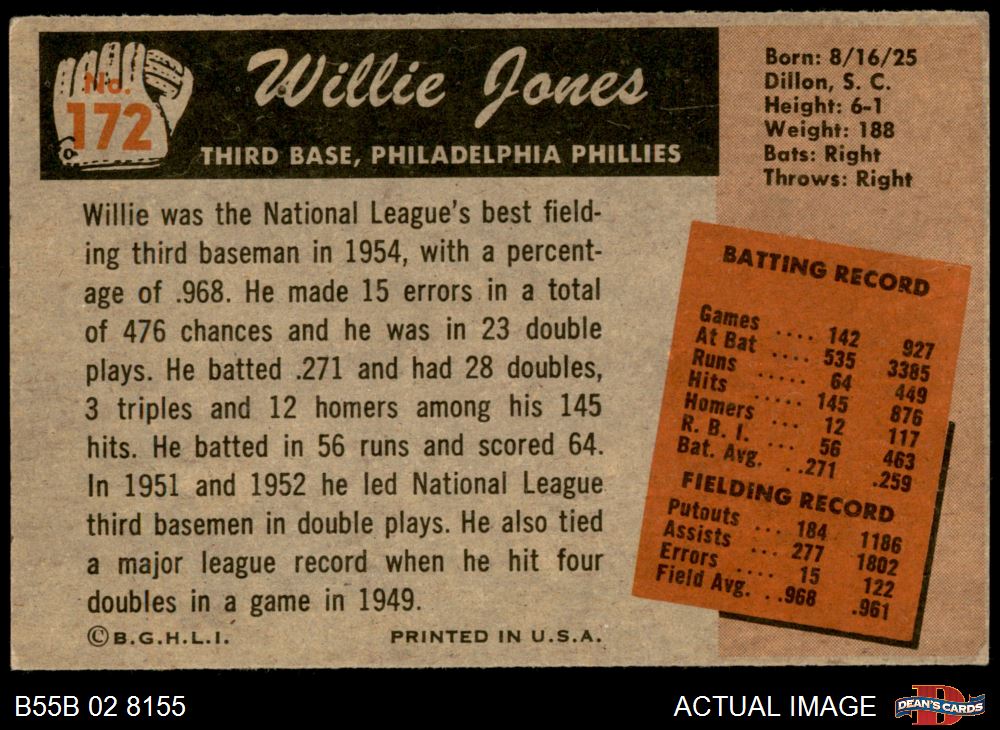 No.
172
Willie Jones
THIRD BASE, PHILADELPHIA PHILLIES
Born: 8/16/25
Dillon, S. C.
Height: 6-1
Weight: 188
Bats: Right
Throws: Right
Willie was the National League's best field-
ing third baseman in 1954, with a percent-
age of .968. He made 15 errors in a total
of 476 chances and he was in 23 double
plays. He batted .271 and had 28 doubles,
3 triples and 12 homers among his 145
hits. He batted in 56 runs and scored 64.
In 1951 and 1952 he led National League
third basemen in double plays. He also tied
a major league record when he hit four
doubles in a game in 1949.
©B.G.H.L.I. PRINTED IN U.S.A.
BATTING RECORD
Games .... 142 927
At Bat .... 535 3385
Runs ..... 64 449
Hits ..... 145 876
Homers ... 12 117
R. B. I. ... 56 463
Bat. Avg. ..271 .259
FIELDING RECORD
Putouts ... 184 1186
Assists ... 277 1802
Errors .... 15 122
Field Avg. ..968 .961
B55B 02 8155
ACTUAL IMAGE
D
DEAN'S CARDS